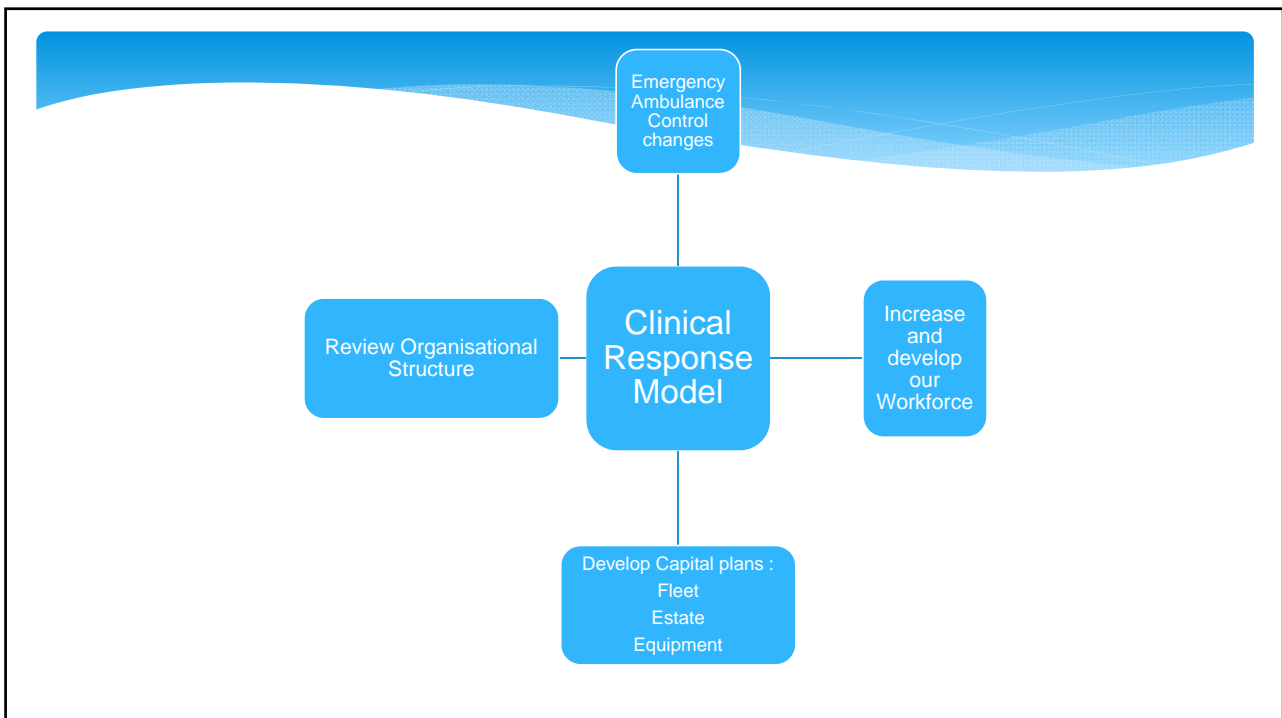 Emergency
Ambulance
Control
changes
Review Organisational
Structure
Clinical
Response
Model
Increase
and
develop
our
Workforce
Develop Capital plans :
Fleet
Estate
Equipment